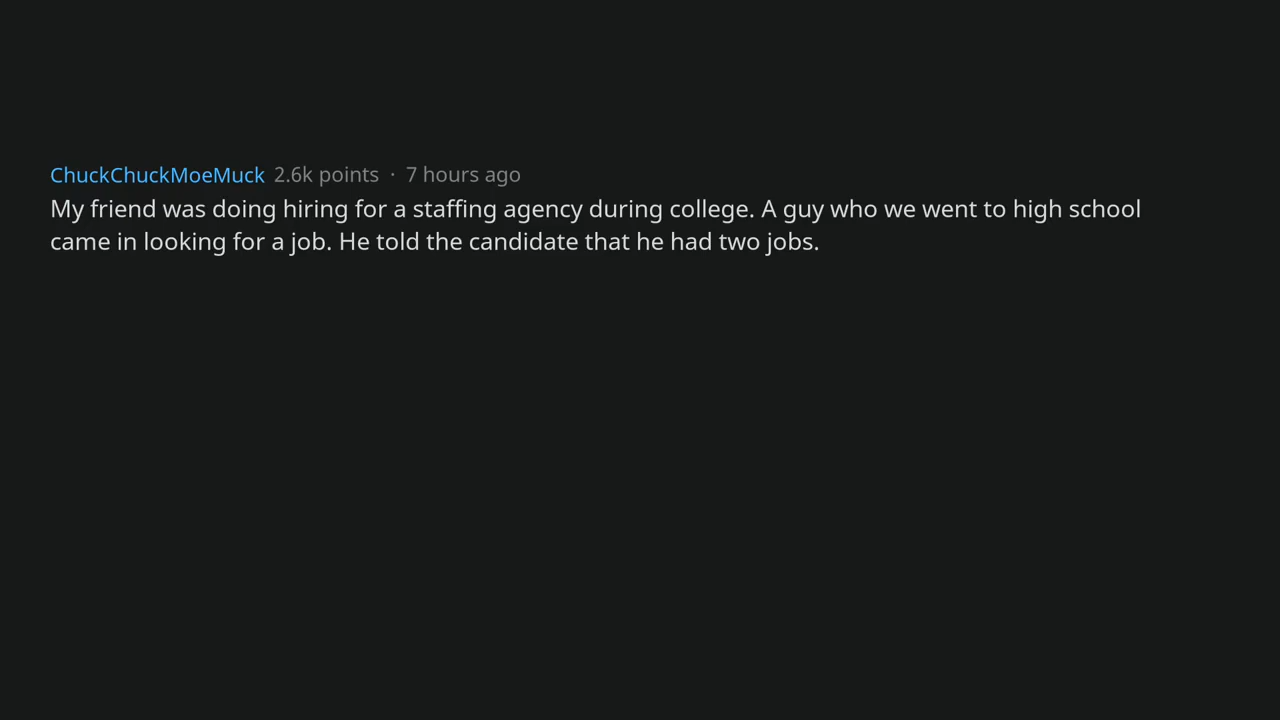 ChuckChuckMoeMuck 2.6k points · 7 hours ago
My friend was doing hiring for a staffing agency during college. A guy who we went to high school
came in looking for a job. He told the candidate that he had two jobs.